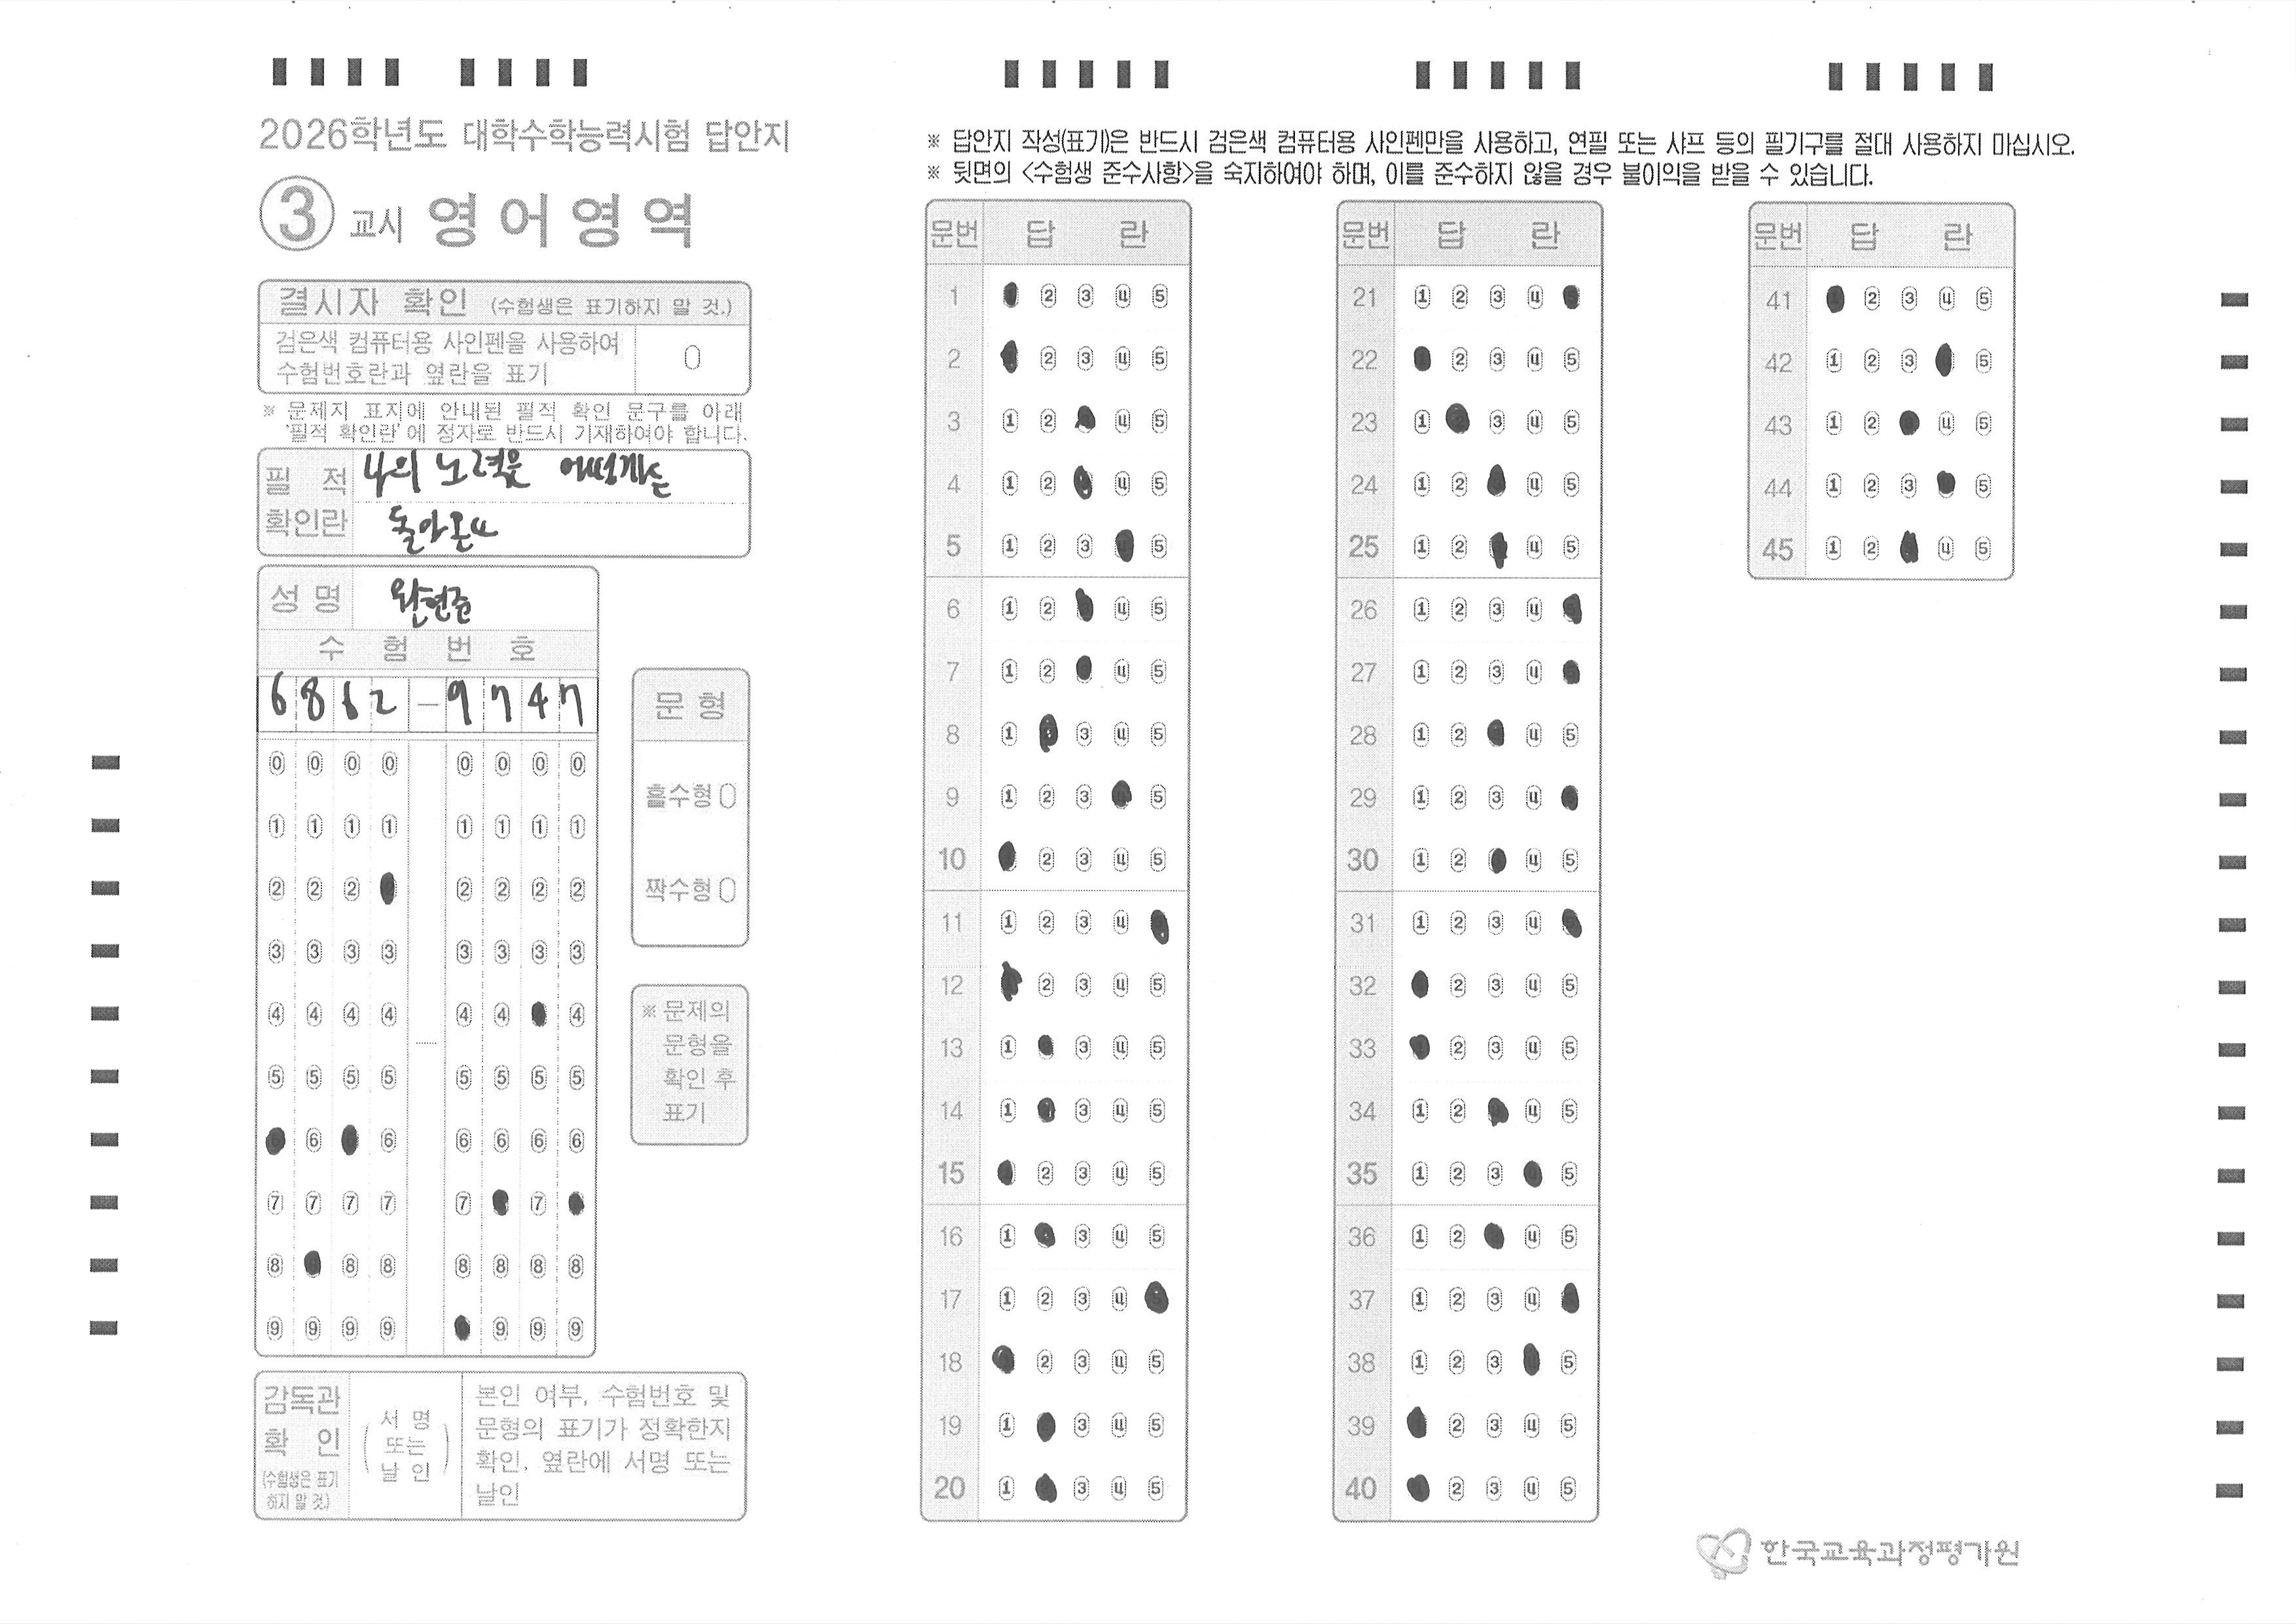 2026학년도 대학수학능력시험 답안지
③ 교시 영어영역
결시자 확인 (수험생은 표기하지 말 것.)
검은색 컴퓨터용 사인펜을 사용하여
수험번호란과 옆란을 표기
0
※ 문제지 표지에 안내된 필적 확인 문구를 아래
'필적 확인란'에 정자로 반드시 기재하여야 합니다.
필 적
확인란
나의 노력은 어떻게든
돌아온다
성 명
수 험 번 호
6 8 6 2 - 9 7 4 7
0 0 0 0 0 0 0 0
1 1 1 1 1 1 1 1
2 2 2 2 2 2 2
3 3 3 3 3 3 3 3
4 4 4 4 4 4 4
5 5 5 5 5 5 5 5
6 6 6 6 6 6
7 7 7 7 7 7
8 8 8 8 8 8 8
9 9 9 9 9 9 9
문 형
홀수형 0
짝수형 0
※ 문제의
문형을
확인 후
표기
감독관
확 인
(수험생은 표기
하지 말 것.)
서 명
또는
날 인
본인 여부, 수험번호 및
문형의 표기가 정확한지
확인, 옆란에 서명 또는
날인
※ 답안지 작성(표기)은 반드시 검은색 컴퓨터용 사인펜만을 사용하고, 연필 또는 샤프 등의 필기구를 절대 사용하지 마십시오.
※ 뒷면의 <수험생 준수사항>을 숙지하여야 하며, 이를 준수하지 않을 경우 불이익을 받을 수 있습니다.
문번 답 란
1 2 3 4 5
2 2 3 4 5
3 1 2 4 5
4 1 2 4 5
5 1 2 3 5
6 1 2 4 5
7 1 2 4 5
8 1 3 4 5
9 1 2 3 5
10 2 3 4 5
11 1 2 3 4
12 2 3 4 5
13 1 3 4 5
14 1 3 4 5
15 2 3 4 5
16 1 3 4 5
17 1 2 3 4
18 2 3 4 5
19 1 3 4 5
20 1 3 4 5
문번 답 란
21 1 2 3 4
22 2 3 4 5
23 1 3 4 5
24 1 2 4 5
25 1 2 4 5
26 1 2 3 4
27 1 2 3 4
28 1 2 4 5
29 1 2 3 4
30 1 2 4 5
31 1 2 3 4
32 2 3 4 5
33 2 3 4 5
34 1 2 4 5
35 1 2 3 5
36 1 2 4 5
37 1 2 3 4
38 1 2 3 5
39 2 3 4 5
40 2 3 4 5
문번 답 란
41 2 3 4 5
42 1 2 3 5
43 1 2 4 5
44 1 2 3 5
45 1 2 4 5
한국교육과정평가원